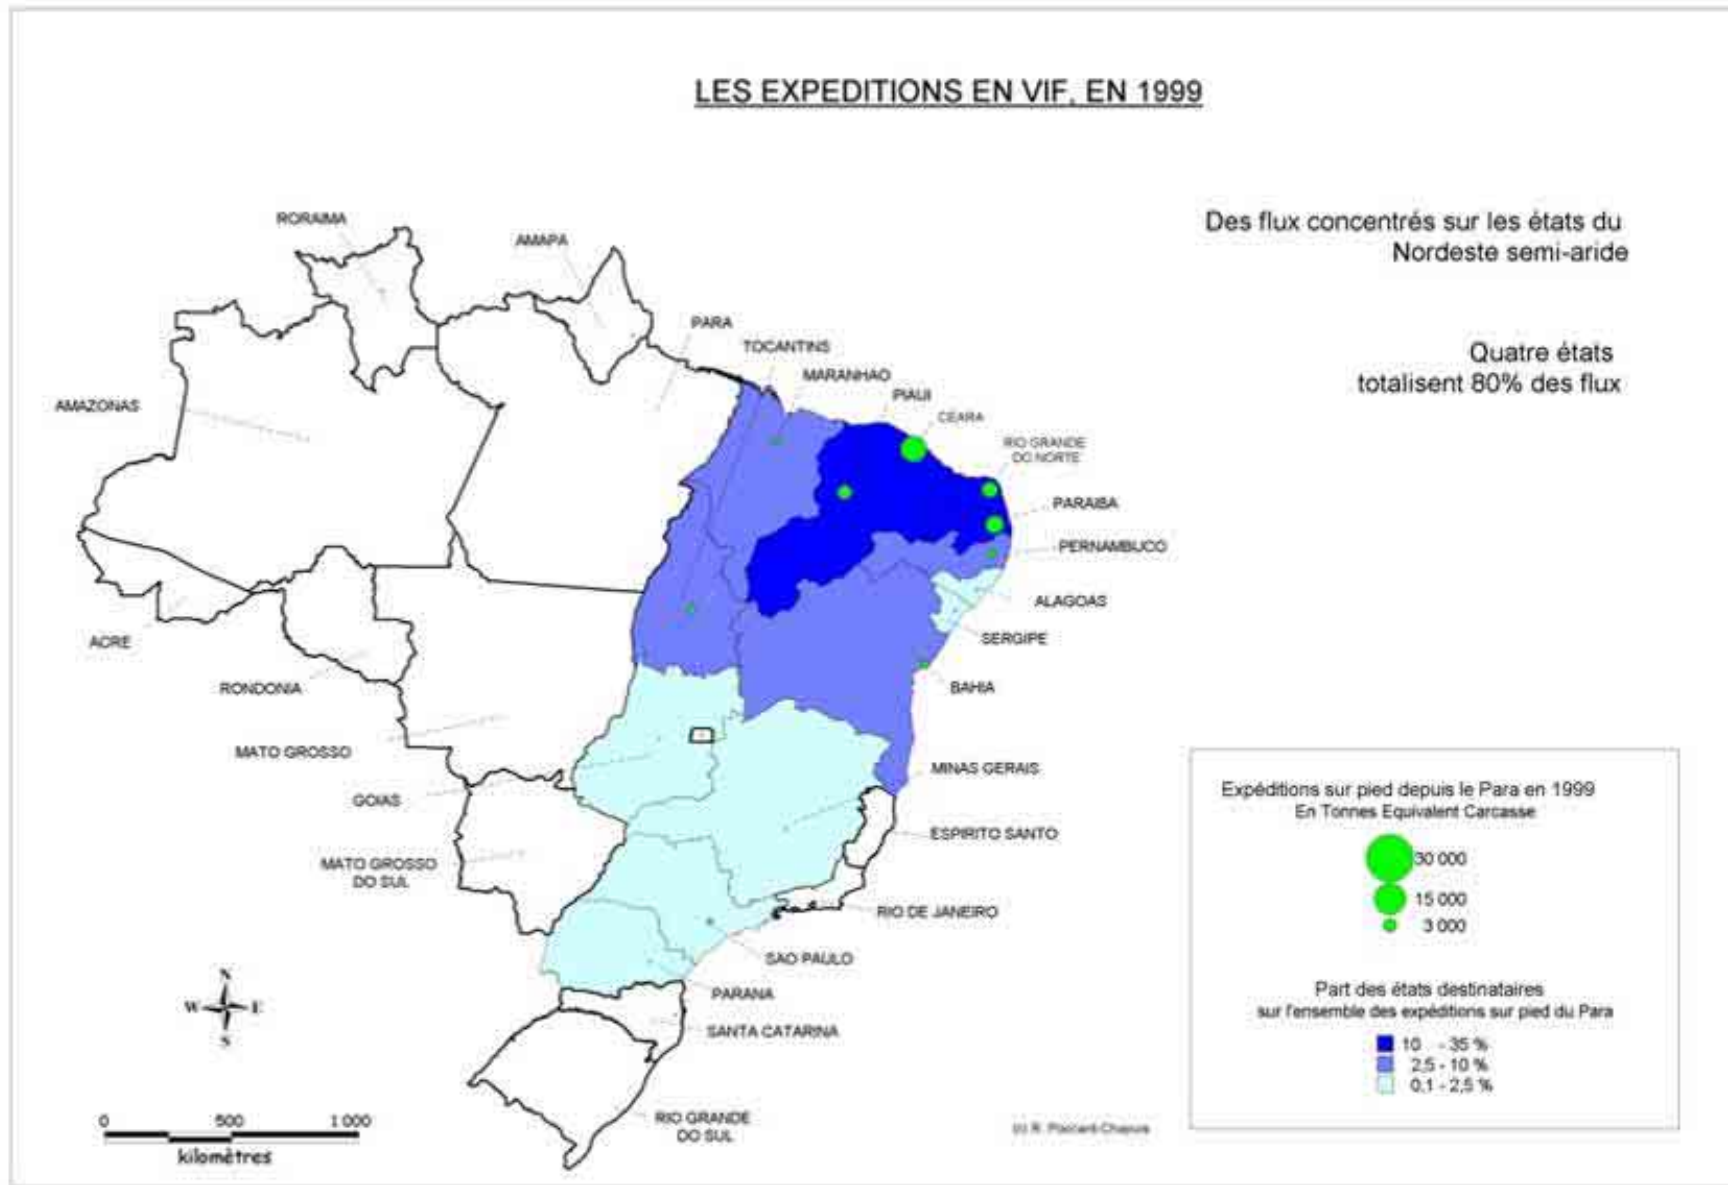 LES EXPEDITIONS EN VIF, EN 1999
Des flux concentrés sur les états du
Nordeste semi-aride
Quatre états
totalisent 80% des flux
RORAIMA
AMAPA
PARA
TOCANTINS
MARANHAO
PIAUI
CEARA
RIO GRANDE
DO NORTE
PARAIBA
PERNAMBUCO
ALAGOAS
SERGIPE
BAHIA
AMAZONAS
ACRE
RONDONIA
MATO GROSSO
GOIAS
MATO GROSSO
DO SUL
MINAS GERAIS
ESPIRITO SANTO
RIO DE JANEIRO
SAO PAULO
PARANA
SANTA CATARINA
RIO GRANDE
DO SUL
N
W E
S
0 500 1 000
kilomètres
(c) R. Poccard-Chapuis
Expéditions sur pied depuis le Para en 1999
En Tonnes Equivalent Carcasse
30 000
15 000
3 000
Part des états destinataires
sur l'ensemble des expéditions sur pied du Para
10 - 35 %
2,5 - 10 %
0,1 - 2,5 %